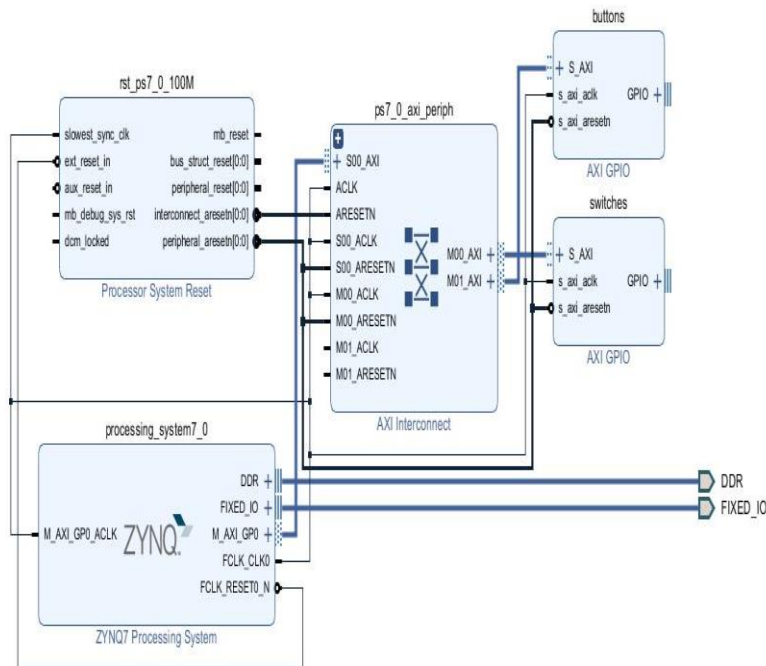 rst_ps7_0_100M
slowest_sync_clk
ext_reset_in
aux_reset_in
mb_debug_sys_rst
dcm_locked
mb_reset
bus_struct_reset[0:0]
peripheral_reset[0:0]
interconnect_aresetn[0:0]
peripheral_aresetn[0:0]
Processor System Reset
ps7_0_axi_periph
S00_AXI
ACLK
ARESETN
S00_ACLK
S00_ARESETN
M00_ACLK
M00_ARESETN
M01_ACLK
M01_ARESETN
M00_AXI
M01_AXI
AXI Interconnect
buttons
S_AXI
s_axi_aclk
s_axi_aresetn
GPIO
AXI GPIO
switches
S_AXI
s_axi_aclk
s_axi_aresetn
GPIO
AXI GPIO
processing_system7_0
M_AXI_GP0_ACLK
ZYNQ
DDR
FIXED_IO
M_AXI_GP0
FCLK_CLK0
FCLK_RESET0_N
ZYNQ7 Processing System
DDR
FIXED_IO